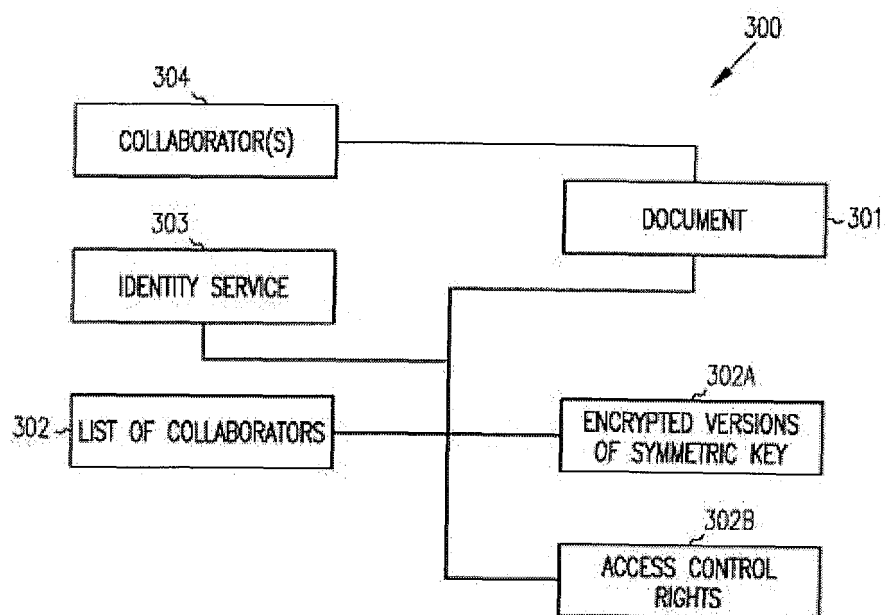 300
304
COLLABORATOR(S)
DOCUMENT
301
303
IDENTITY SERVICE
302
LIST OF COLLABORATORS
302A
ENCRYPTED VERSIONS
OF SYMMETRIC KEY
302B
ACCESS CONTROL
RIGHTS